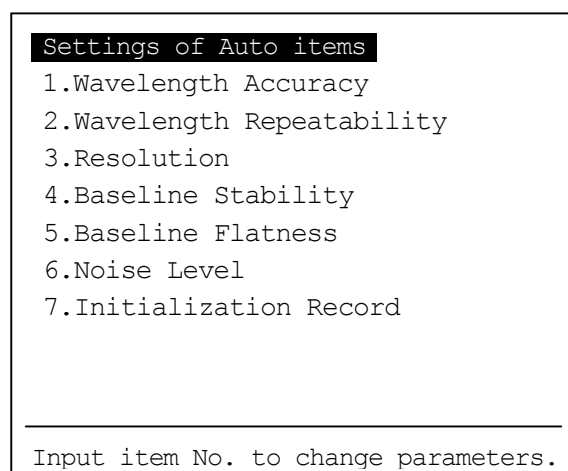 Settings of Auto items
1.Wavelength Accuracy
2.Wavelength Repeatability
3.Resolution
4.Baseline Stability
5.Baseline Flatness
6.Noise Level
7.Initialization Record
Input item No. to change parameters.